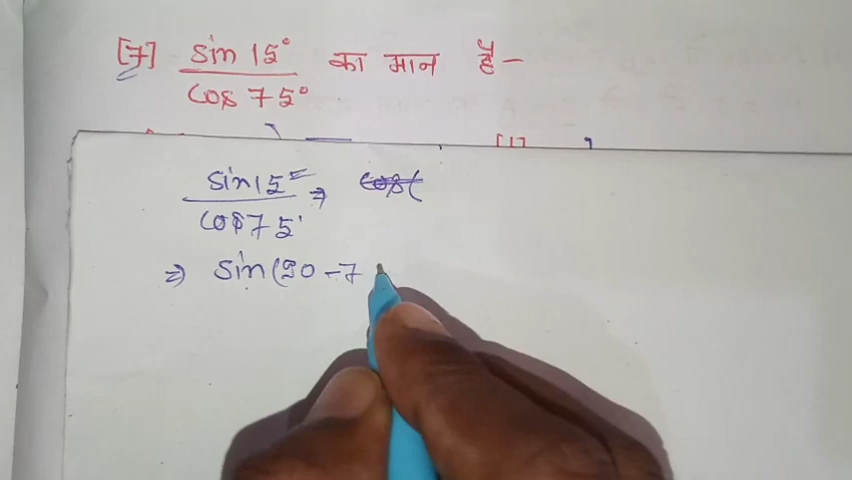 [7] sin 15° का मान है-
cos 75°
sin 15° ⇒
cos 75°
⇒ sin(90 - 7